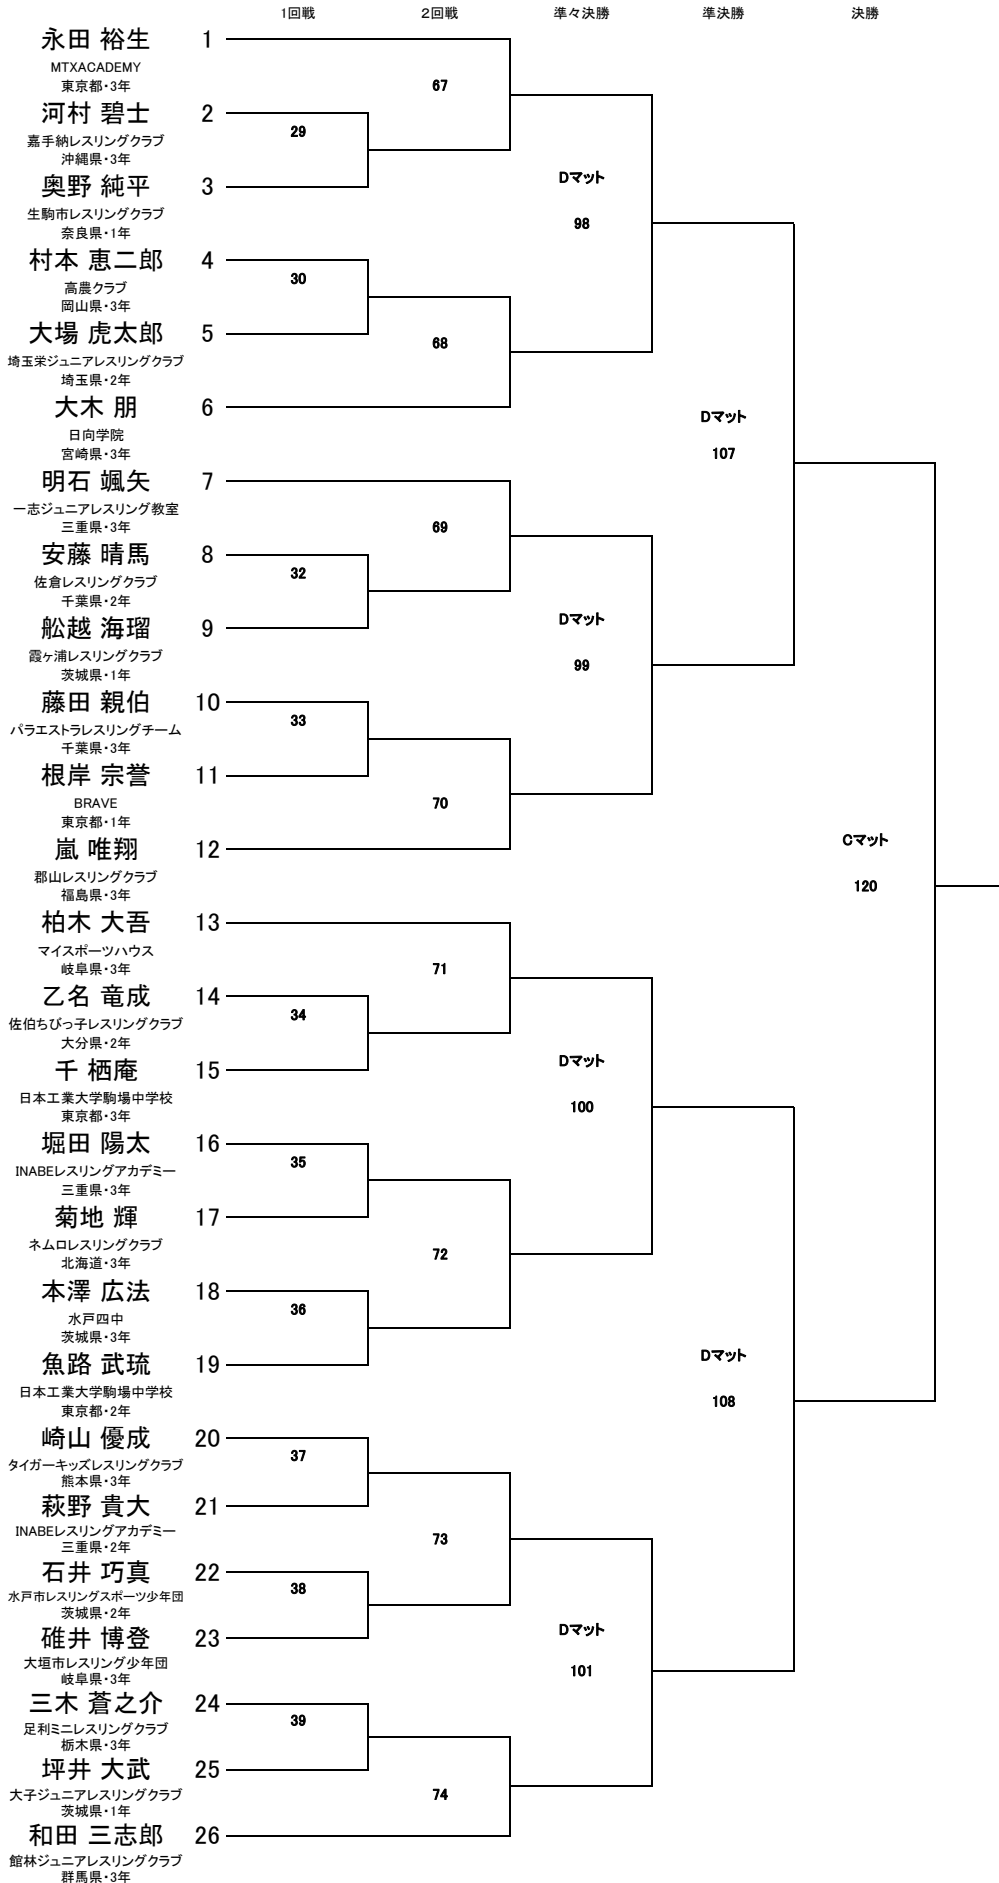 1回戦 2回戦 準々決勝 準決勝 決勝
永田 裕生 1
MTXACADEMY
東京都・3年
67
河村 碧士 2
29
嘉手納レスリングクラブ
沖縄県・3年
奥野 純平 3
Dマット
生駒市レスリングクラブ
奈良県・1年
98
村本 恵二郎 4
30
高農クラブ
岡山県・3年
大場 虎太郎 5
68
埼玉栄ジュニアレスリングクラブ
埼玉県・2年
大木 朋 6
Dマット
日向学院
宮崎県・3年
107
明石 颯矢 7
一志ジュニアレスリング教室
三重県・3年
69
安藤 晴馬 8
32
佐倉レスリングクラブ
千葉県・2年
舩越 海瑠 9
Dマット
霞ヶ浦レスリングクラブ
茨城県・1年
99
藤田 親伯 10
33
パラエストラレスリングチーム
千葉県・3年
根岸 宗誉 11
BRAVE
東京都・1年
70
嵐 唯翔 12
Cマット
郡山レスリングクラブ
福島県・3年
120
柏木 大吾 13
マイスポーツハウス
岐阜県・3年
71
乙名 竜成 14
34
佐伯ちびっ子レスリングクラブ
大分県・2年
千 栖庵 15
Dマット
日本工業大学駒場中学校
東京都・3年
100
堀田 陽太 16
35
INABEレスリングアカデミー
三重県・3年
菊地 輝 17
ネムロレスリングクラブ
北海道・3年
72
本澤 広法 18
36
水戸四中
茨城県・3年
魚路 武琉 19
Dマット
日本工業大学駒場中学校
東京都・2年
108
崎山 優成 20
37
タイガーキッズレスリングクラブ
熊本県・3年
萩野 貴大 21
INABEレスリングアカデミー
三重県・2年
73
石井 巧真 22
38
水戸市レスリングスポーツ少年団
茨城県・2年
碓井 博登 23
Dマット
大垣市レスリング少年団
岐阜県・3年
101
三木 蒼之介 24
39
足利ミニレスリングクラブ
栃木県・3年
坪井 大武 25
大子ジュニアレスリングクラブ
茨城県・1年
74
和田 三志郎 26
館林ジュニアレスリングクラブ
群馬県・3年